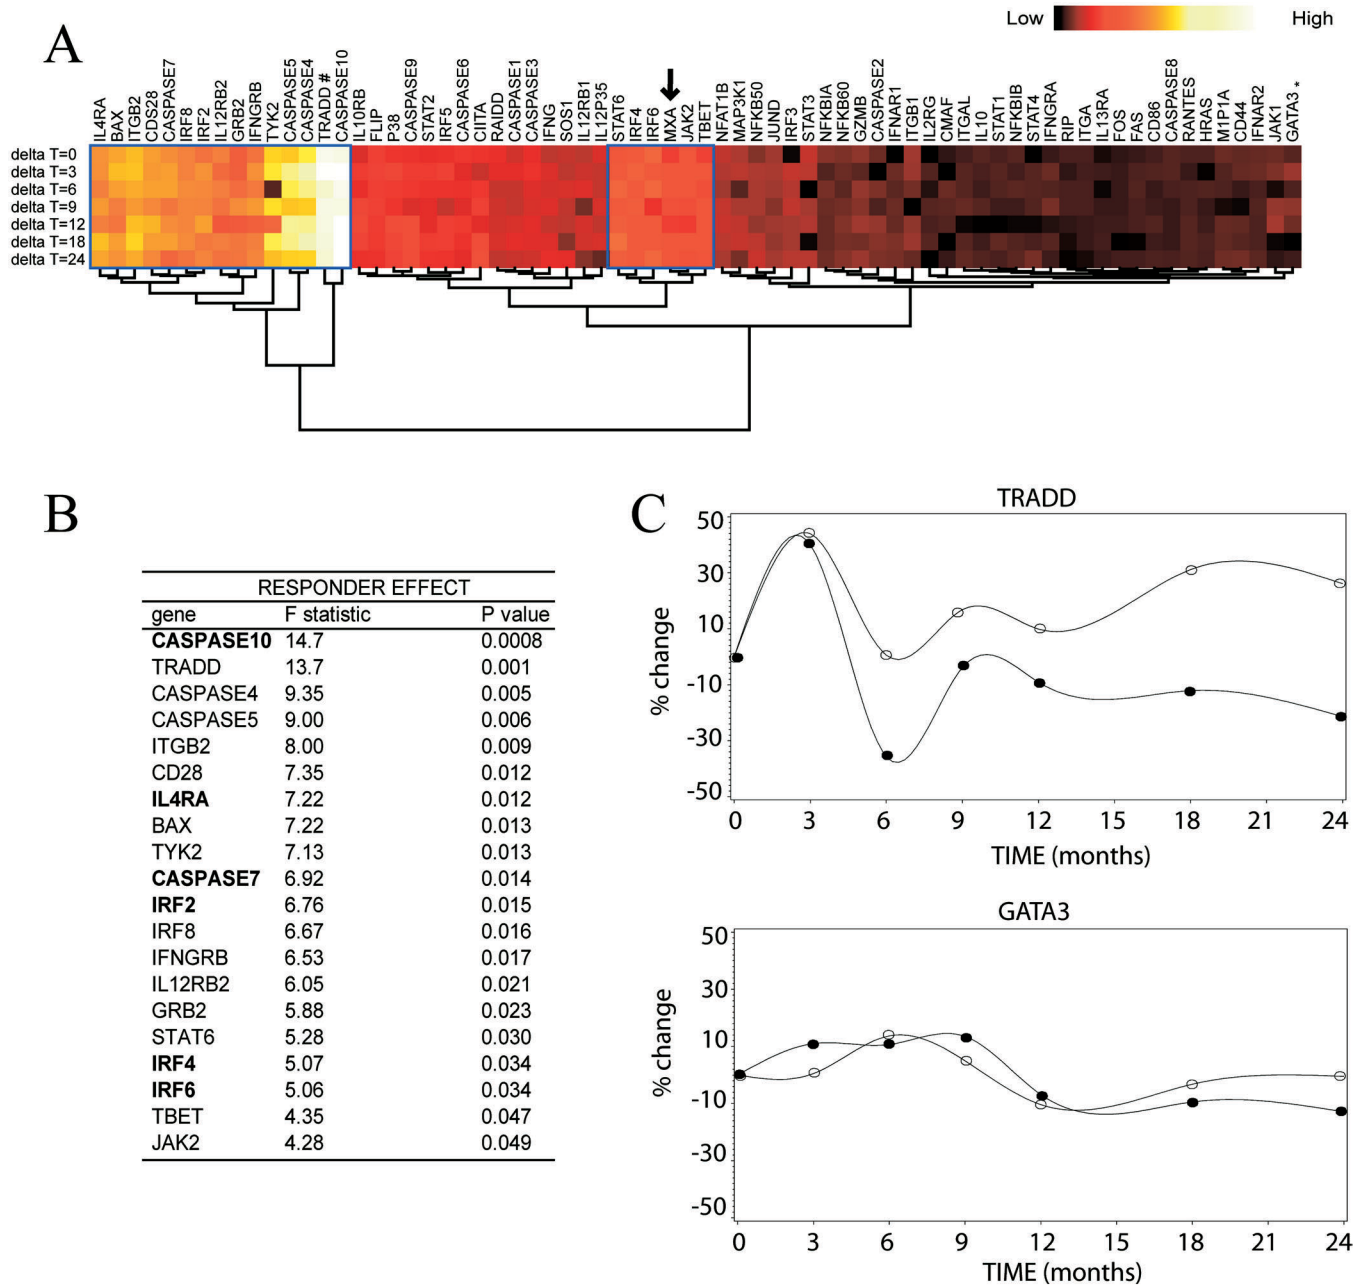 A
Low High
IL4RA BAX ITGB2 CDS28 CASPASE7 IRF8 IRF2 IL12RB2 GRB2 IFNGRB TYK2 CASPASE5 CASPASE4 TRADD # CASPASE10 IL10RB FLIP P38 CASPASE9 STAT2 IRF5 CASPASE6 CIITA RAIDD CASPASE1 CASPASE3 IFNG SOS1 IL12RB1 IL12P35 STAT6 IRF4 IRF6 MXA JAK2 TBET NFAT1B MAP3K1 NFKB50 JUND IRF3 STAT3 NFKBIA NFKB60 GZMB CASPASE2 IFNAR1 ITGB1 IL2RG CMAF ITGAL IL10 STAT1 NFKBIB STAT4 IFNGRA RIP ITGA IL13RA FOS FAS CD86 CASPASE8 RANTES HRAS M1P1A CD44 IFNAR2 JAK1 GATA3 *
delta T=0
delta T=3
delta T=6
delta T=9
delta T=12
delta T=18
delta T=24
B
RESPONDER EFFECT
gene F statistic P value
CASPASE10 14.7 0.0008
TRADD 13.7 0.001
CASPASE4 9.35 0.005
CASPASE5 9.00 0.006
ITGB2 8.00 0.009
CD28 7.35 0.012
IL4RA 7.22 0.012
BAX 7.22 0.013
TYK2 7.13 0.013
CASPASE7 6.92 0.014
IRF2 6.76 0.015
IRF8 6.67 0.016
IFNGRB 6.53 0.017
IL12RB2 6.05 0.021
GRB2 5.88 0.023
STAT6 5.28 0.030
IRF4 5.07 0.034
IRF6 5.06 0.034
TBET 4.35 0.047
JAK2 4.28 0.049
C
TRADD
% change
50
30
10
-10
-30
-50
0 3 6 9 12 15 18 21 24
TIME (months)
GATA3
% change
50
30
10
-10
-30
-50
0 3 6 9 12 15 18 21 24
TIME (months)